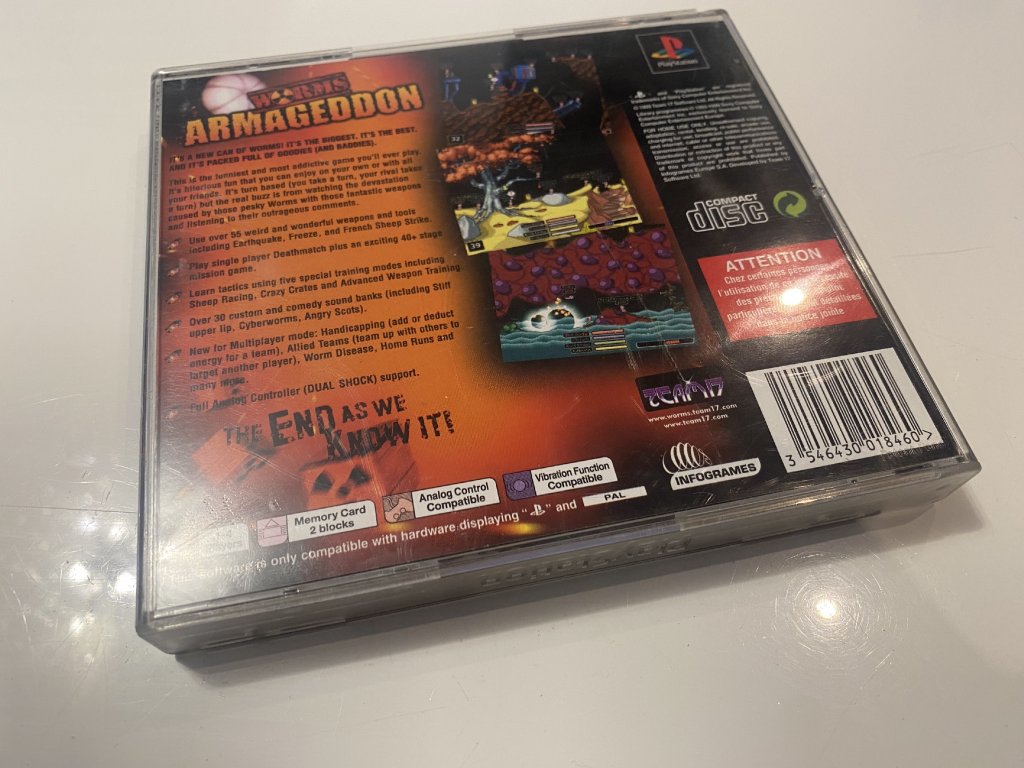 WORMS
ARMAGEDDON
IT'S A NEW CAN OF WORMS! IT'S THE BIGGEST. IT'S THE BEST.
AND IT'S PACKED FULL OF GOODIES (AND BADDIES).
This is the funniest and most addictive game you'll ever play.
It's hilarious fun that you can enjoy on your own or with all
your friends. It's turn based (you take a turn, your rival takes
a turn) but the real buzz is from watching the devastation
caused by those pesky Worms with those fantastic weapons
and listening to their outrageous comments.
Use over 55 weird and wonderful weapons and tools
including Earthquake, Freeze, and French Sheep Strike.
Play single player Deathmatch plus an exciting 40+ stage
mission game.
Learn tactics using five special training modes including
Sheep Racing, Crazy Crates and Advanced Weapon Training.
Over 30 custom and comedy sound banks (including Stiff
upper lip, Cyberworms, Angry Scots).
New for Multiplayer mode: Handicapping (add or deduct
energy for a team), Allied Teams (team up with others to
target another player), Worm Disease, Home Runs and
many more.
Full Analog Controller (DUAL SHOCK) support.
THE END AS WE
KNOW IT!
32
39
PlayStation
COMPACT
disc
ATTENTION
Chez certaines personnes,
l'utilisation de
des
particulières détaillées
dans la notice jointe
TEAM17
www.worms.team17.com
www.team17.com
INFOGRAMES
3 546430 018460 >
Memory Card
2 blocks
Analog Control
Compatible
Vibration Function
Compatible
This software is only compatible with hardware displaying " " and PAL
PlayStation